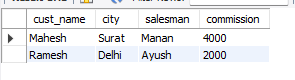 cust_name city salesman commission
Mahesh Surat Manan 4000
Ramesh Delhi Ayush 2000